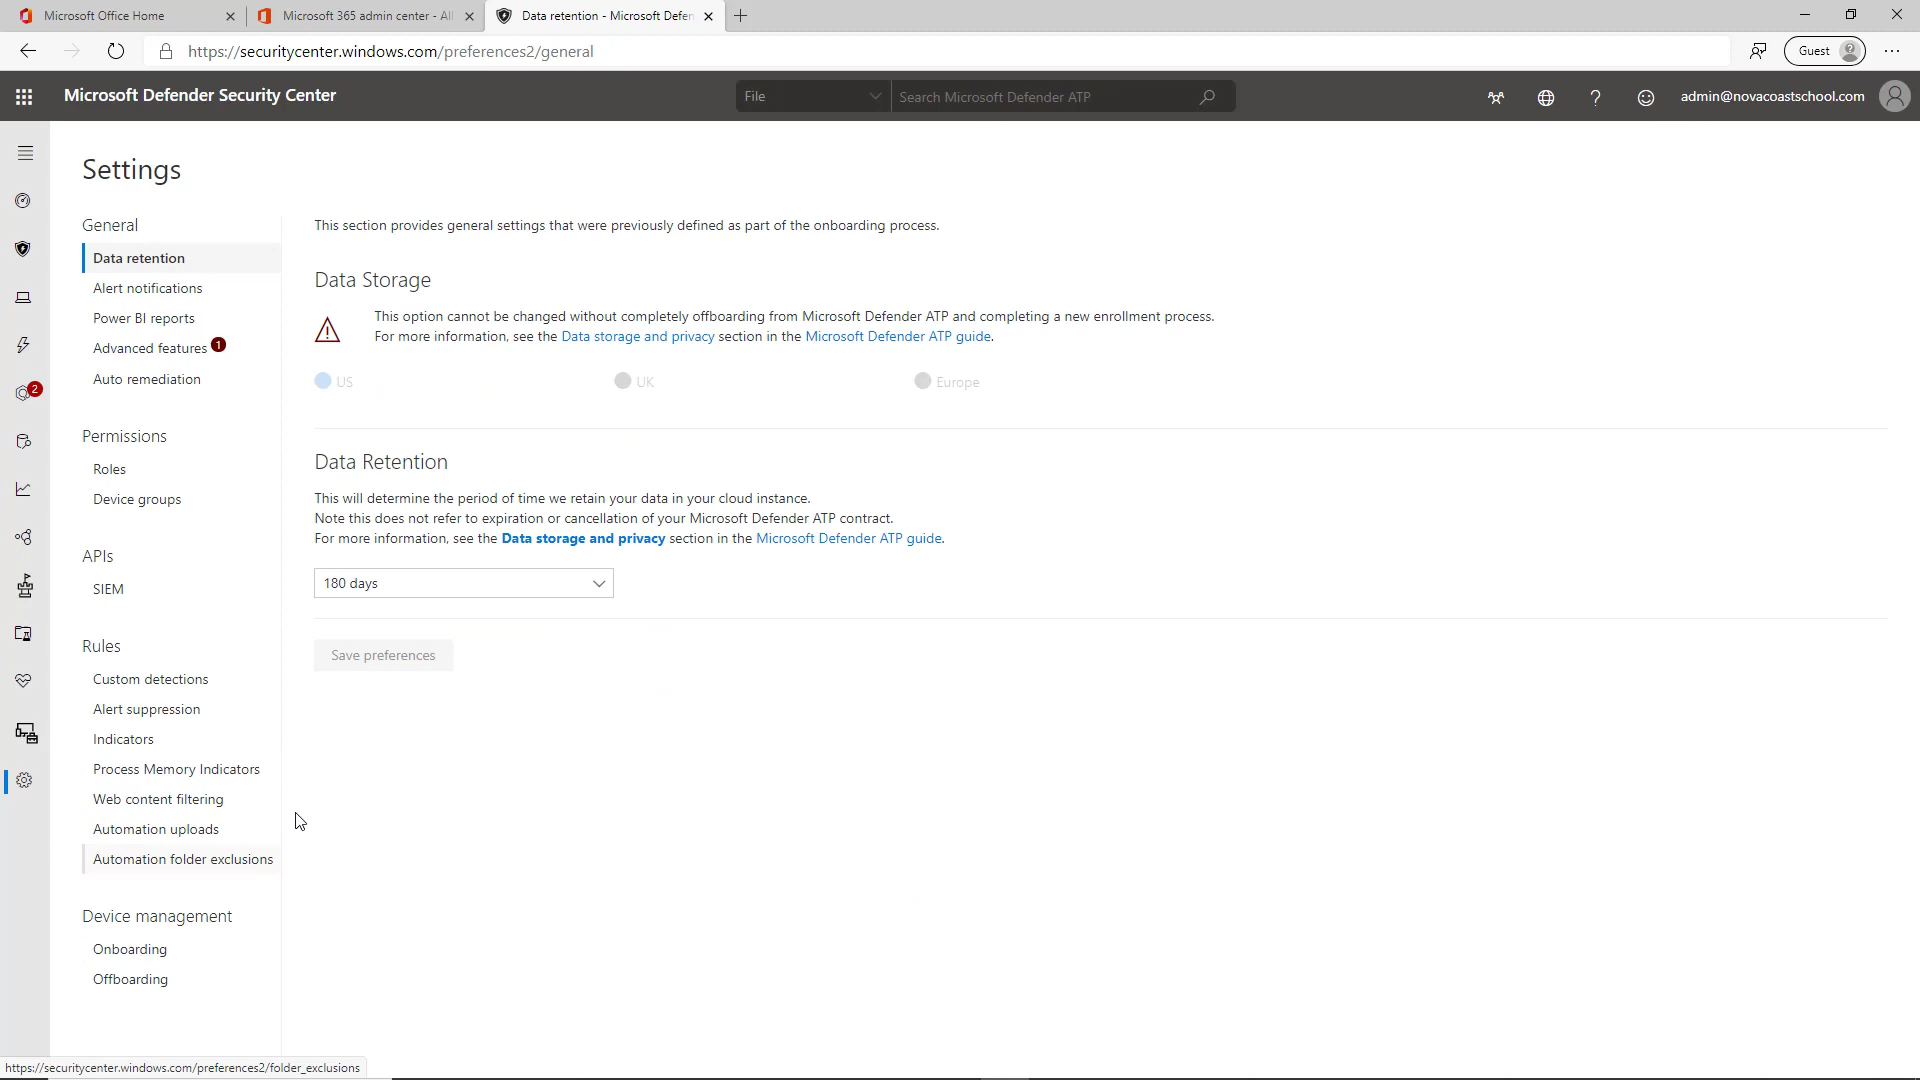 Microsoft Office Home
Microsoft 365 admin center - All
Data retention - Microsoft Defen
https://securitycenter.windows.com/preferences2/general
Guest
Microsoft Defender Security Center
File
Search Microsoft Defender ATP
admin@novacoastschool.com
Settings
General
Data retention
Alert notifications
Power BI reports
Advanced features 1
Auto remediation
Permissions
Roles
Device groups
APIs
SIEM
Rules
Custom detections
Alert suppression
Indicators
Process Memory Indicators
Web content filtering
Automation uploads
Automation folder exclusions
Device management
Onboarding
Offboarding
2
This section provides general settings that were previously defined as part of the onboarding process.
Data Storage
This option cannot be changed without completely offboarding from Microsoft Defender ATP and completing a new enrollment process.
For more information, see the Data storage and privacy section in the Microsoft Defender ATP guide.
US
UK
Europe
Data Retention
This will determine the period of time we retain your data in your cloud instance.
Note this does not refer to expiration or cancellation of your Microsoft Defender ATP contract.
For more information, see the Data storage and privacy section in the Microsoft Defender ATP guide.
180 days
Save preferences
https://securitycenter.windows.com/preferences2/folder_exclusions